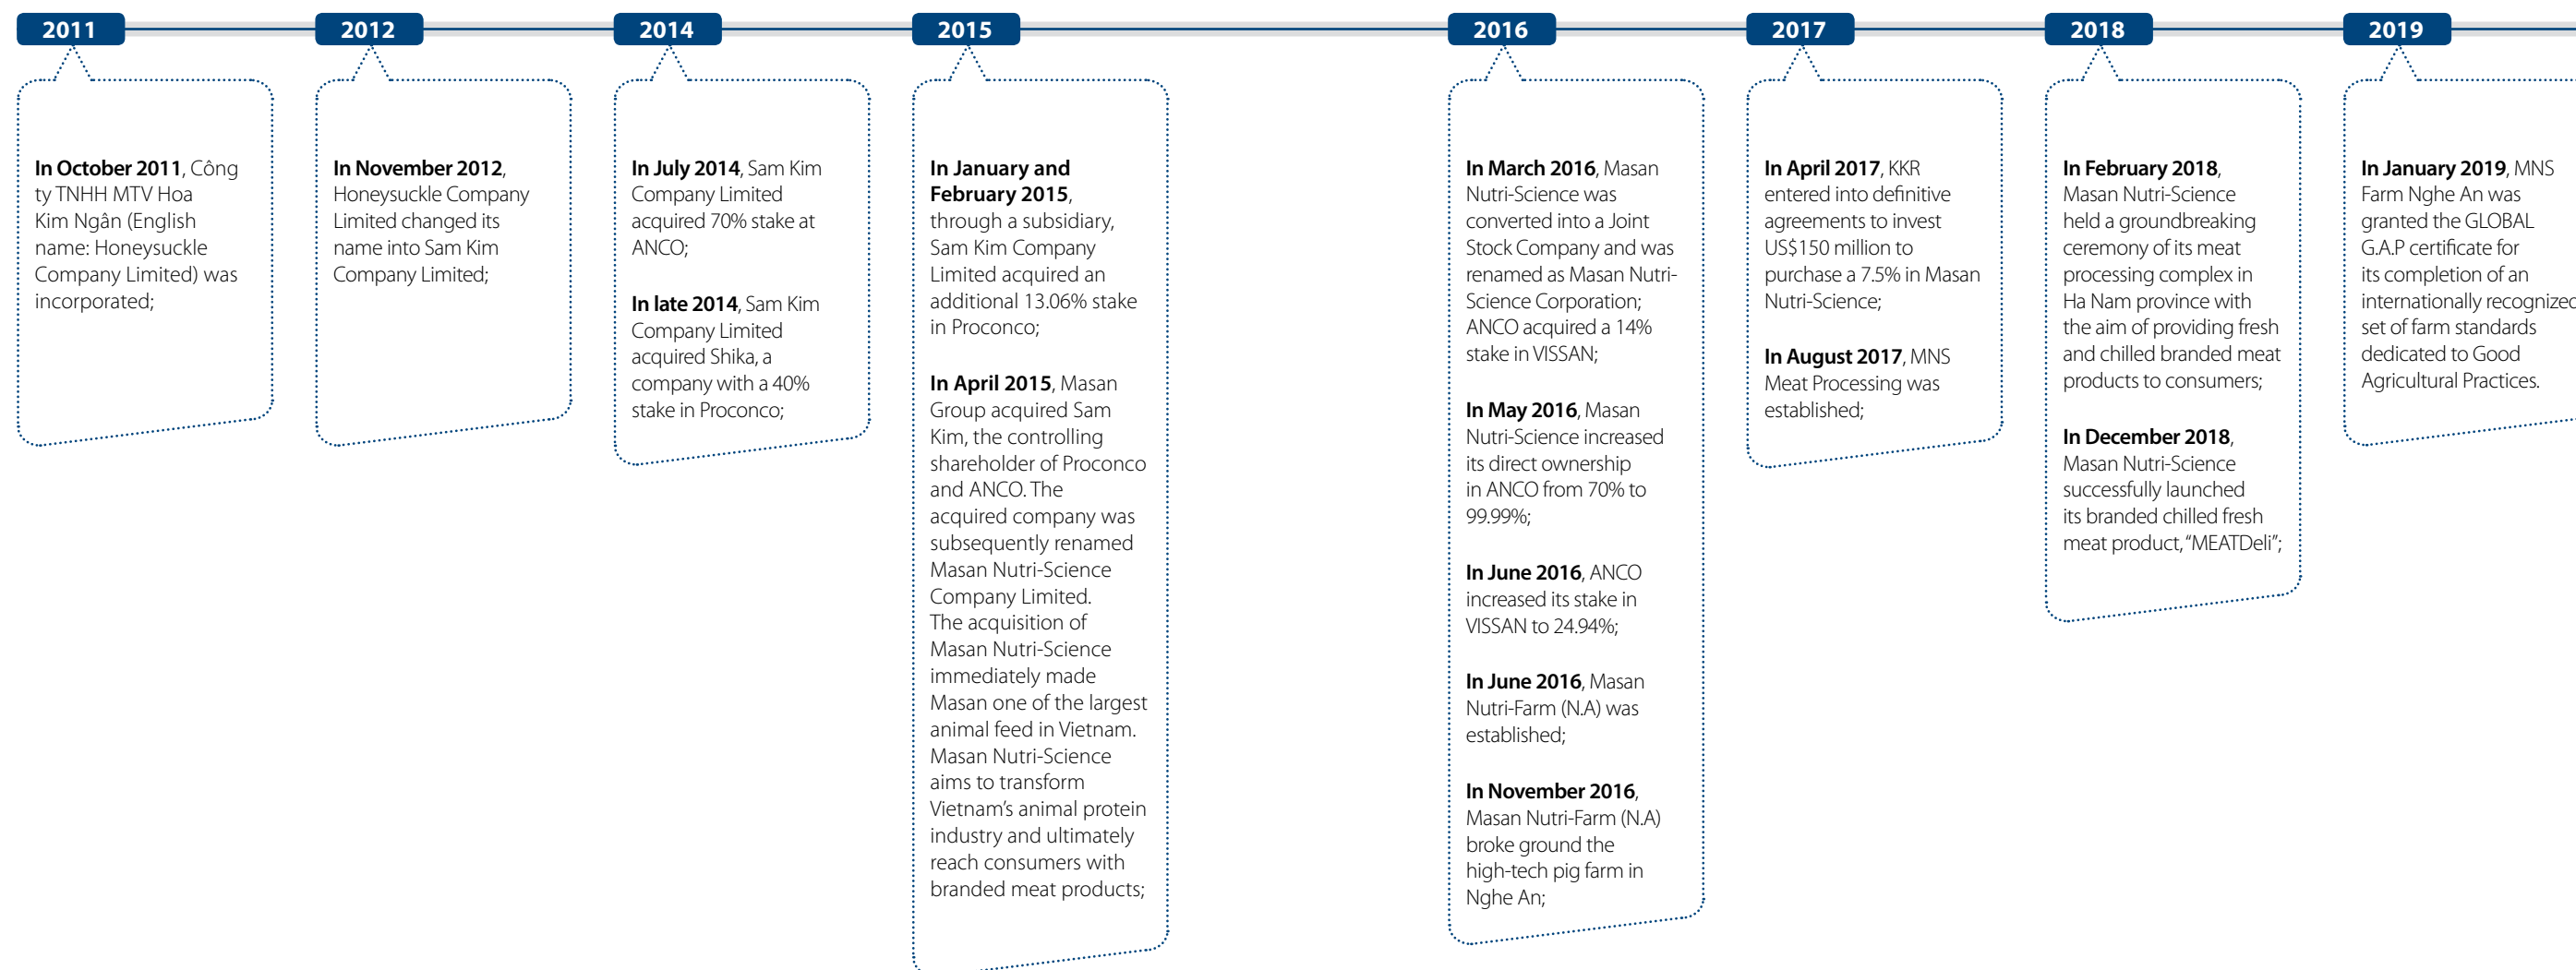 2011
In October 2011, Công
ty TNHH MTV Hoa
Kim Ngân (English
name: Honeysuckle
Company Limited) was
incorporated;
2012
In November 2012,
Honeysuckle Company
Limited changed its
name into Sam Kim
Company Limited;
2014
In July 2014, Sam Kim
Company Limited
acquired 70% stake at
ANCO;
In late 2014, Sam Kim
Company Limited
acquired Shika, a
company with a 40%
stake in Proconco;
2015
In January and
February 2015,
through a subsidiary,
Sam Kim Company
Limited acquired an
additional 13.06% stake
in Proconco;
In April 2015, Masan
Group acquired Sam
Kim, the controlling
shareholder of Proconco
and ANCO. The
acquired company was
subsequently renamed
Masan Nutri-Science
Company Limited.
The acquisition of
Masan Nutri-Science
immediately made
Masan one of the largest
animal feed in Vietnam.
Masan Nutri-Science
aims to transform
Vietnam's animal protein
industry and ultimately
reach consumers with
branded meat products;
2016
In March 2016, Masan
Nutri-Science was
converted into a Joint
Stock Company and was
renamed as Masan Nutri-
Science Corporation;
ANCO acquired a 14%
stake in VISSAN;
In May 2016, Masan
Nutri-Science increased
its direct ownership
in ANCO from 70% to
99.99%;
In June 2016, ANCO
increased its stake in
VISSAN to 24.94%;
In June 2016, Masan
Nutri-Farm (N.A) was
established;
In November 2016,
Masan Nutri-Farm (N.A)
broke ground the
high-tech pig farm in
Nghe An;
2017
In April 2017, KKR
entered into definitive
agreements to invest
US$150 million to
purchase a 7.5% in Masan
Nutri-Science;
In August 2017, MNS
Meat Processing was
established;
2018
In February 2018,
Masan Nutri-Science
held a groundbreaking
ceremony of its meat
processing complex in
Ha Nam province with
the aim of providing fresh
and chilled branded meat
products to consumers;
In December 2018,
Masan Nutri-Science
successfully launched
its branded chilled fresh
meat product, “MEATDeli”;
2019
In January 2019, MNS
Farm Nghe An was
granted the GLOBAL
G.A.P certificate for
its completion of an
internationally recognized
set of farm standards
dedicated to Good
Agricultural Practices.